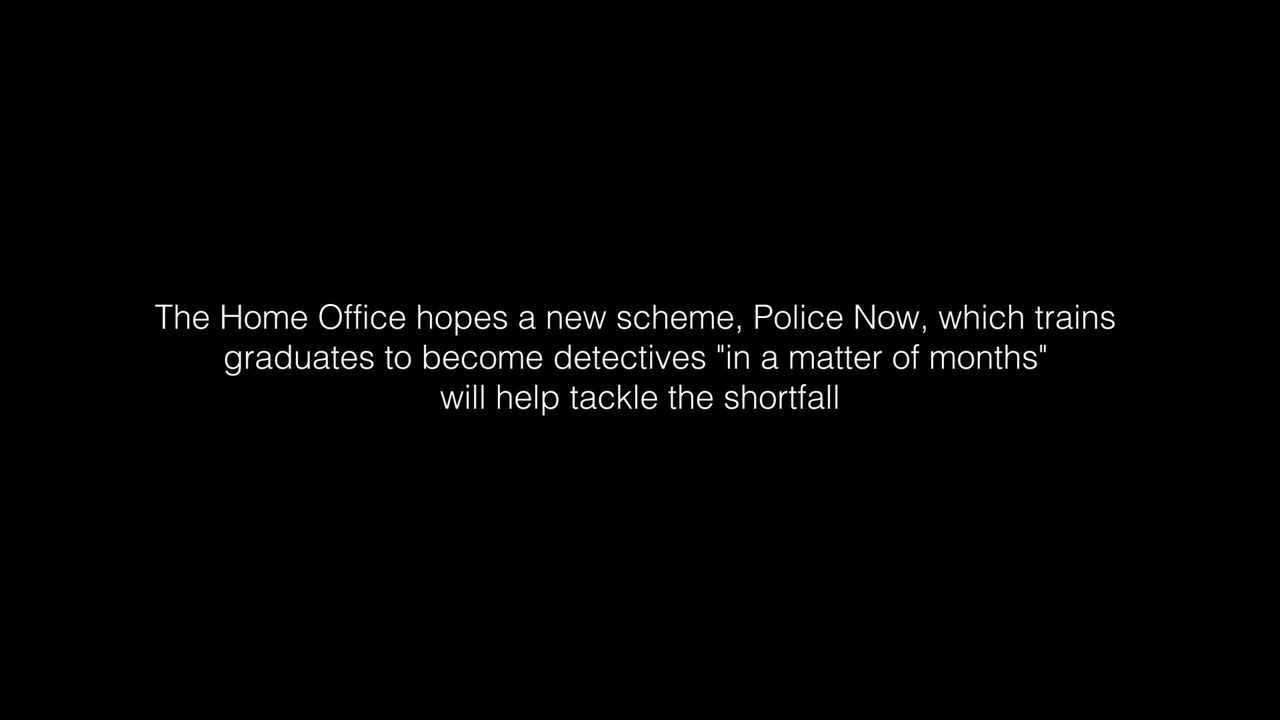 The Home Office hopes a new scheme, Police Now, which trains
graduates to become detectives "in a matter of months"
will help tackle the shortfall